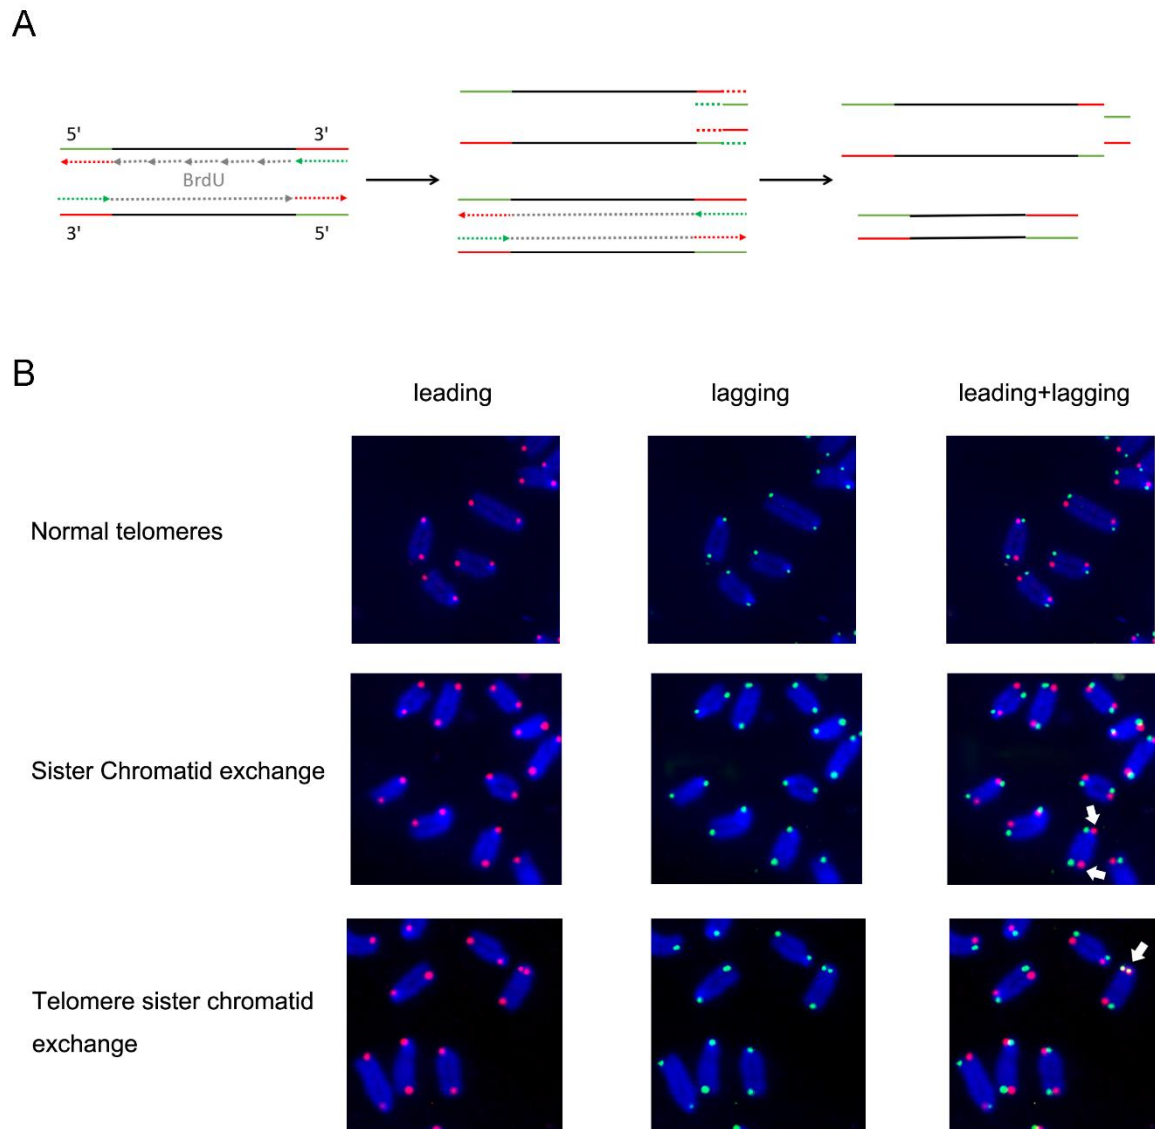 A
5' 3'
BrdU
3' 5'
B
leading lagging leading+lagging
Normal telomeres
Sister Chromatid exchange
Telomere sister chromatid
exchange